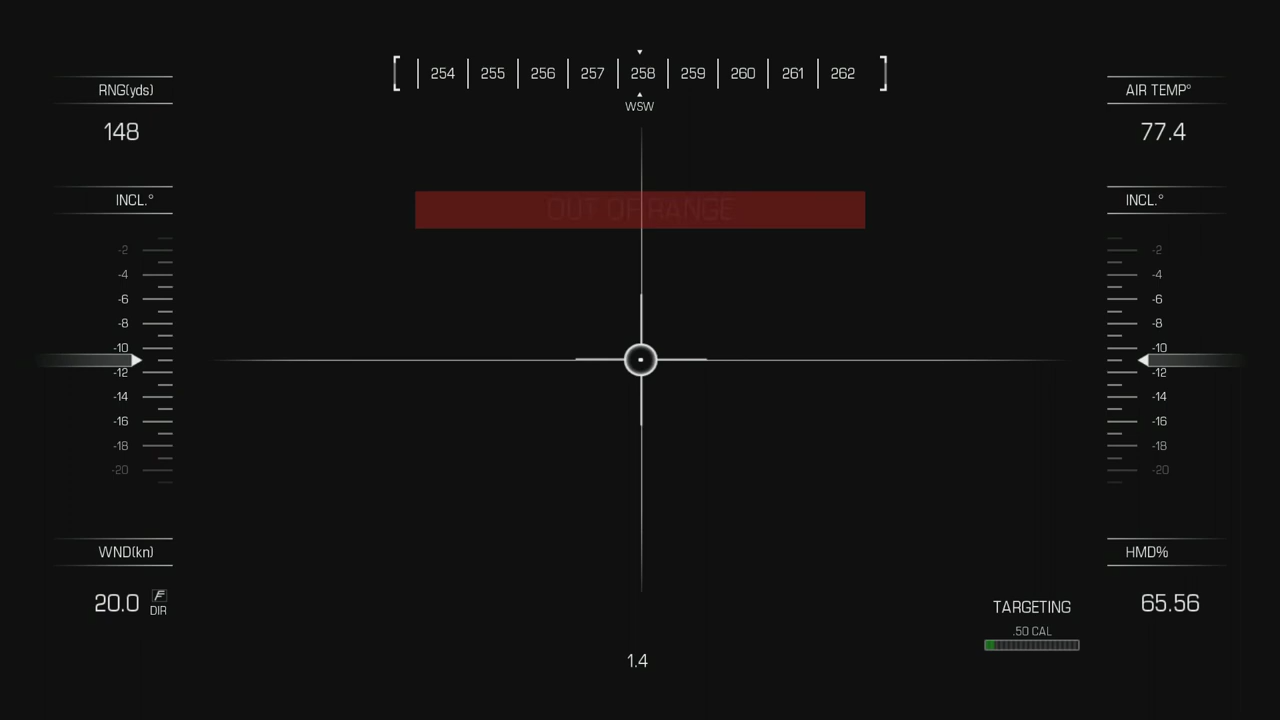 254 255 256 257 258 259 260 261 262
WSW
RNG(yds)
148
AIR TEMP°
77.4
INCL.°
-2
-4
-6
-8
-10
-12
-14
-16
-18
-20
OUT OF RANGE
INCL.°
-2
-4
-6
-8
-10
-12
-14
-16
-18
-20
WND(kn)
20.0
DIR
HMD%
65.56
TARGETING
.50 CAL
1.4